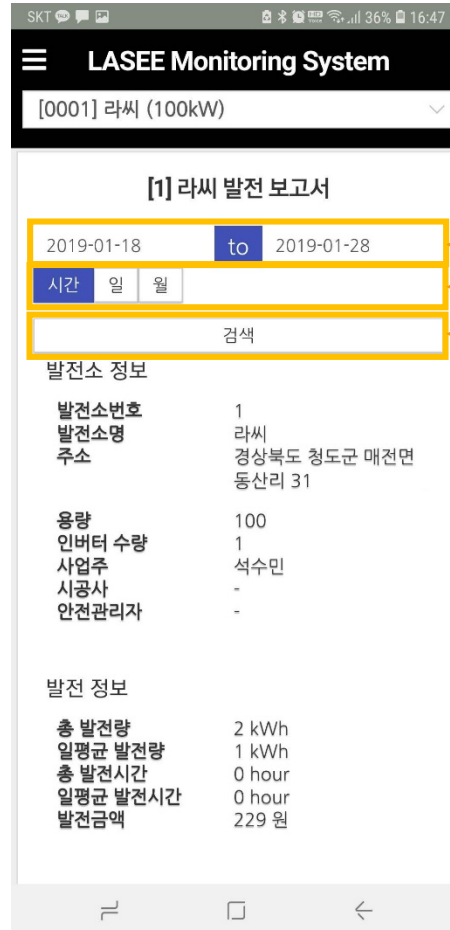 SKT 36% 16:47
LASEE Monitoring System
[0001] 라씨 (100kW)
[1] 라씨 발전 보고서
2019-01-18 to 2019-01-28
시간 일 월
검색
발전소 정보
발전소번호 1
발전소명 라씨
주소 경상북도 청도군 매전면
동산리 31
용량 100
인버터 수량 1
사업주 석수민
시공사 -
안전관리자 -
발전 정보
총 발전량 2 kWh
일평균 발전량 1 kWh
총 발전시간 0 hour
일평균 발전시간 0 hour
발전금액 229 원